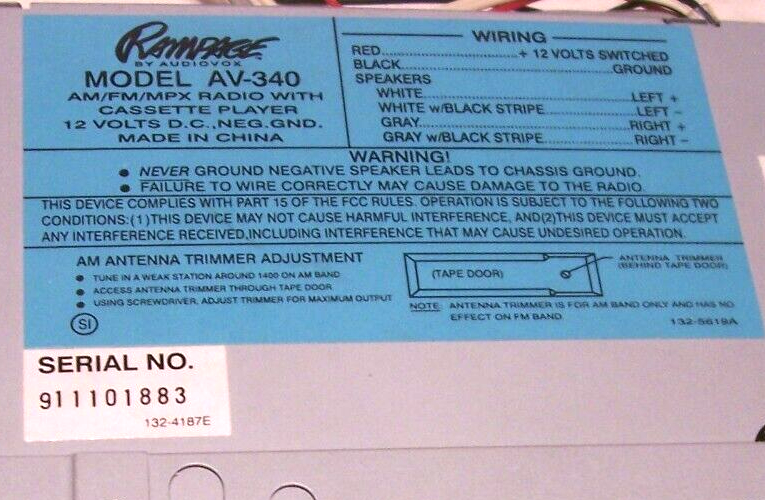 RAMPAGE
BY AUDIOVOX
MODEL AV-340
AM/FM/MPX RADIO WITH
CASSETTE PLAYER
12 VOLTS D.C.,NEG.GND.
MADE IN CHINA
WIRING
RED........................+ 12 VOLTS SWITCHED
BLACK........................GROUND
SPEAKERS
WHITE........................LEFT +
WHITE w/BLACK STRIPE........................LEFT -
GRAY........................RIGHT +
GRAY w/BLACK STRIPE........................RIGHT -
WARNING!
• NEVER GROUND NEGATIVE SPEAKER LEADS TO CHASSIS GROUND.
• FAILURE TO WIRE CORRECTLY MAY CAUSE DAMAGE TO THE RADIO.
THIS DEVICE COMPLIES WITH PART 15 OF THE FCC RULES. OPERATION IS SUBJECT TO THE FOLLOWING TWO
CONDITIONS:(1)THIS DEVICE MAY NOT CAUSE HARMFUL INTERFERENCE, AND(2)THIS DEVICE MUST ACCEPT
ANY INTERFERENCE RECEIVED,INCLUDING INTERFERENCE THAT MAY CAUSE UNDESIRED OPERATION.
AM ANTENNA TRIMMER ADJUSTMENT
• TUNE IN A WEAK STATION AROUND 1400 ON AM BAND
• ACCESS ANTENNA TRIMMER THROUGH TAPE DOOR
• USING SCREWDRIVER, ADJUST TRIMMER FOR MAXIMUM OUTPUT
SI
(TAPE DOOR)
ANTENNA TRIMMER
(BEHIND TAPE DOOR)
NOTE: ANTENNA TRIMMER IS FOR AM BAND ONLY AND HAS NO
EFFECT ON FM BAND.
132-5619A
SERIAL NO.
911101883
132-4187E